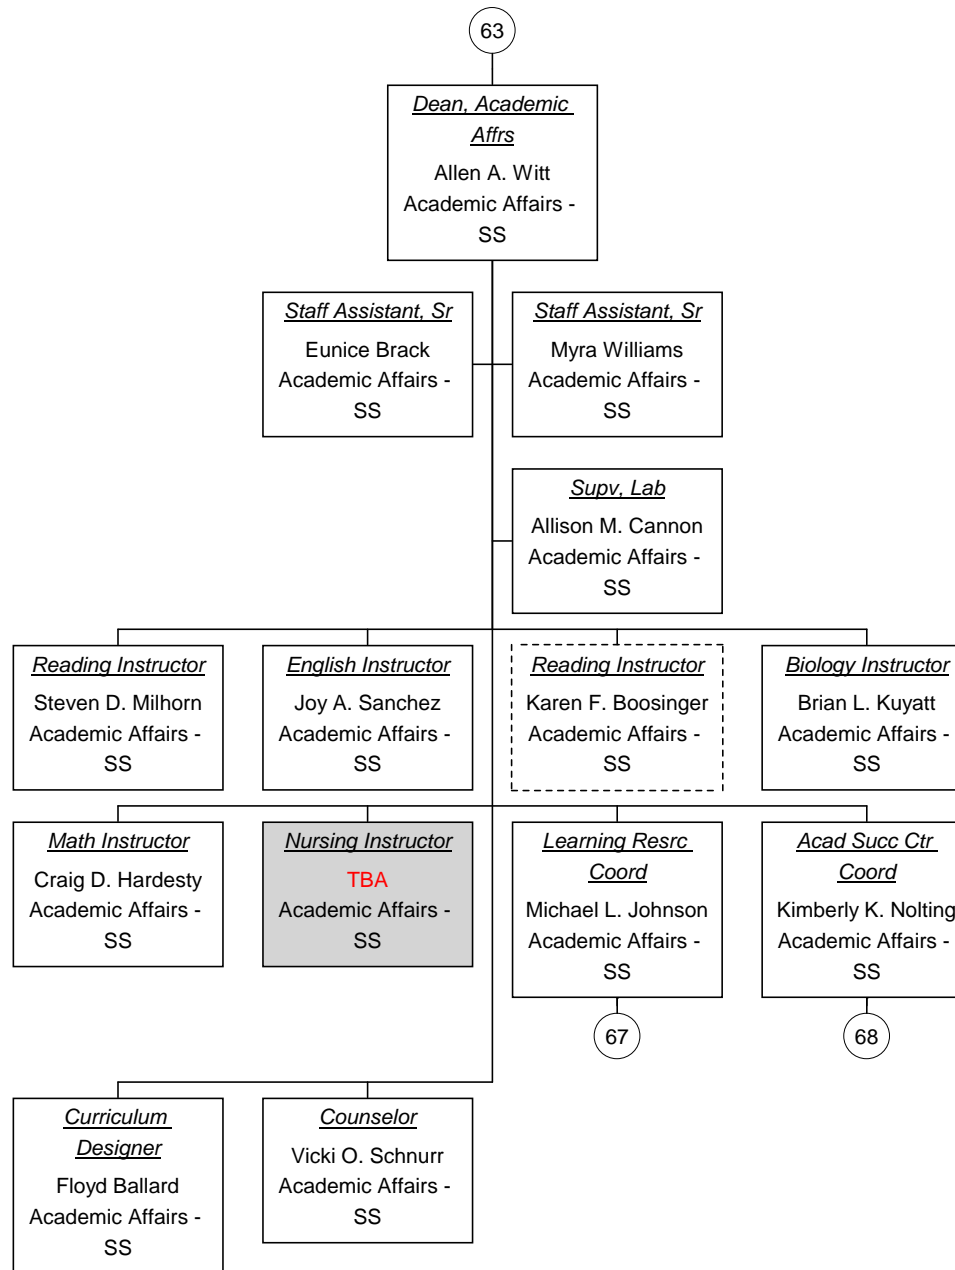 63
Dean, Academic
Affrs
Allen A. Witt
Academic Affairs -
SS
Staff Assistant, Sr
Eunice Brack
Academic Affairs -
SS
Staff Assistant, Sr
Myra Williams
Academic Affairs -
SS
Supv, Lab
Allison M. Cannon
Academic Affairs -
SS
Reading Instructor
Steven D. Milhorn
Academic Affairs -
SS
English Instructor
Joy A. Sanchez
Academic Affairs -
SS
Reading Instructor
Karen F. Boosinger
Academic Affairs -
SS
Biology Instructor
Brian L. Kuyatt
Academic Affairs -
SS
Math Instructor
Craig D. Hardesty
Academic Affairs -
SS
Nursing Instructor
TBA
Academic Affairs -
SS
Learning Resrc
Coord
Michael L. Johnson
Academic Affairs -
SS
67
Acad Succ Ctr
Coord
Kimberly K. Nolting
Academic Affairs -
SS
68
Curriculum
Designer
Floyd Ballard
Academic Affairs -
SS
Counselor
Vicki O. Schnurr
Academic Affairs -
SS